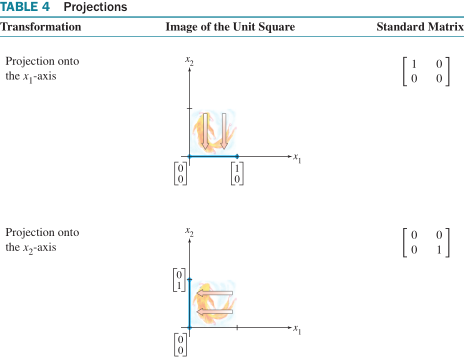 TABLE 4 Projections
Transformation Image of the Unit Square Standard Matrix
Projection onto
the x₁-axis
x₂
[1 0]
[0 0]
x₁
[0]
[0]
[1]
[0]
Projection onto
the x₂-axis
x₂
[0 0]
[0 1]
[0]
[1]
x₁
[0]
[0]